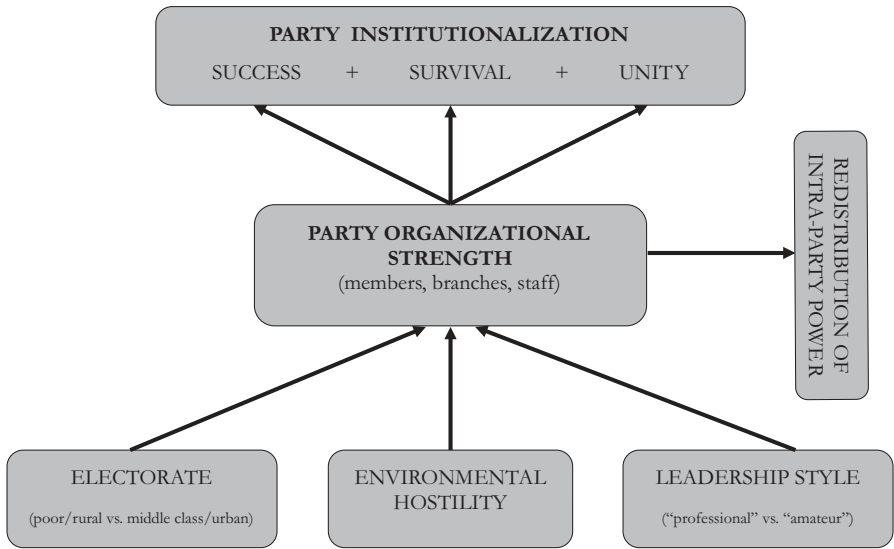 PARTY INSTITUTIONALIZATION
SUCCESS + SURVIVAL + UNITY
PARTY ORGANIZATIONAL
STRENGTH
(members, branches, staff)
REDISTRIBUTION OF
INTRA-PARTY POWER
ELECTORATE
(poor/rural vs. middle class/urban)
ENVIRONMENTAL
HOSTILITY
LEADERSHIP STYLE
(“professional” vs. “amateur”)